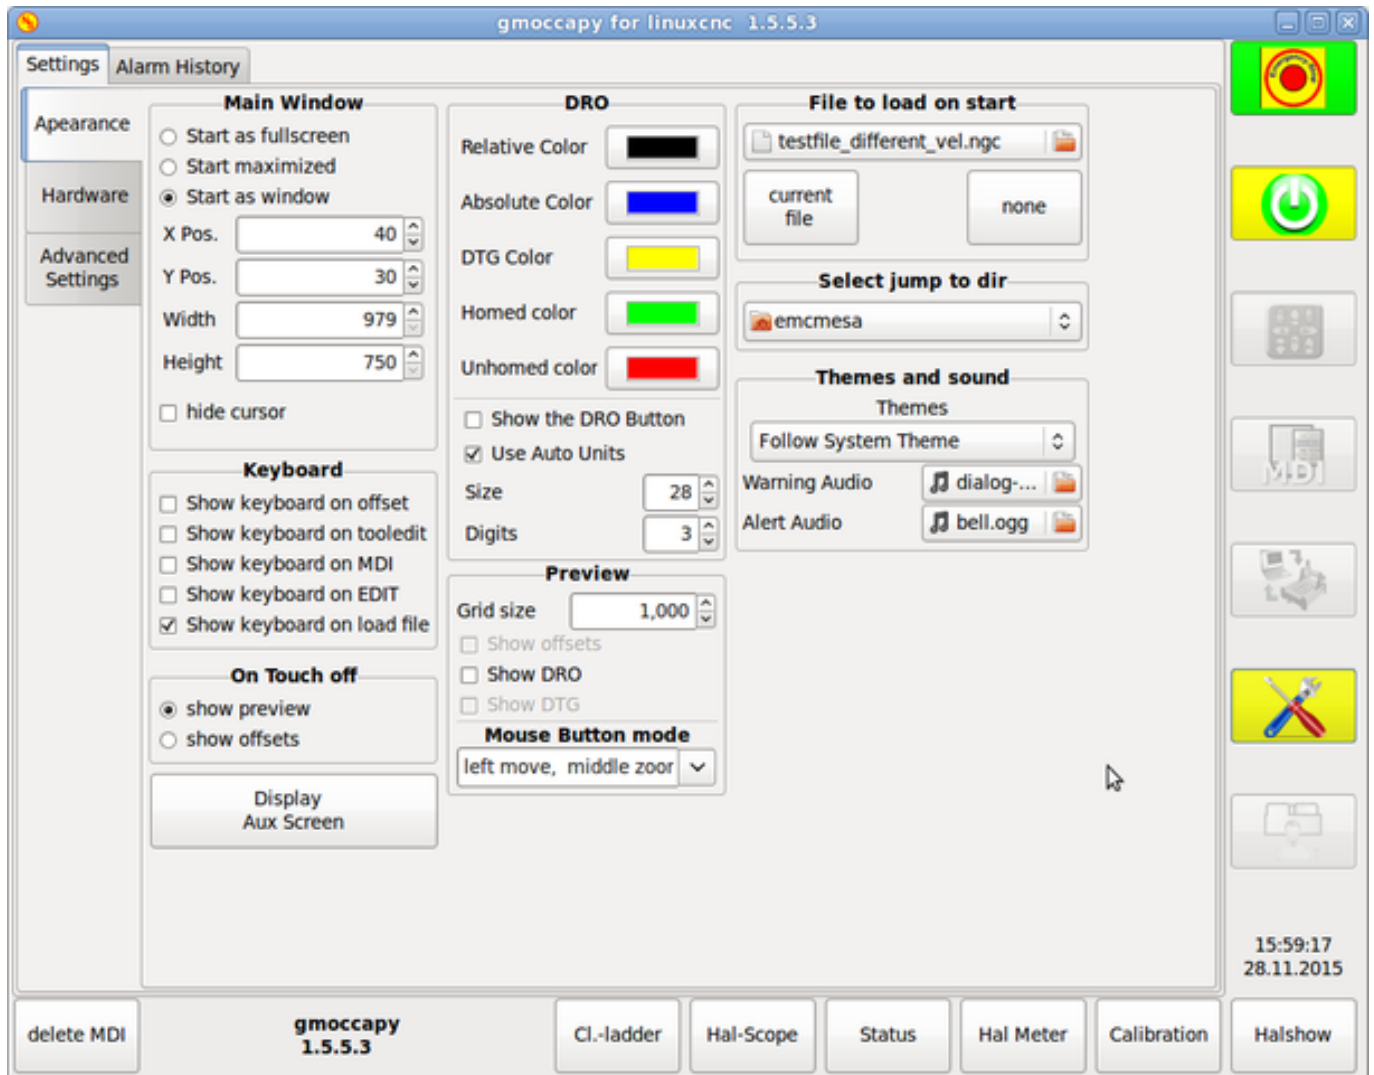 gmoccapy for linuxcnc 1.5.5.3
Settings
Alarm History
Apearance
Hardware
Advanced
Settings
Main Window
Start as fullscreen
Start maximized
Start as window
X Pos. 40
Y Pos. 30
Width 979
Height 750
hide cursor
Keyboard
Show keyboard on offset
Show keyboard on tooledit
Show keyboard on MDI
Show keyboard on EDIT
Show keyboard on load file
On Touch off
show preview
show offsets
Display
Aux Screen
DRO
Relative Color
Absolute Color
DTG Color
Homed color
Unhomed color
Show the DRO Button
Use Auto Units
Size 28
Digits 3
Preview
Grid size 1,000
Show offsets
Show DRO
Show DTG
Mouse Button mode
left move, middle zoor
File to load on start
testfile_different_vel.ngc
current
file
none
Select jump to dir
emcmesa
Themes and sound
Themes
Follow System Theme
Warning Audio dialog-...
Alert Audio bell.ogg
MDI
15:59:17
28.11.2015
delete MDI
gmoccapy
1.5.5.3
Cl.-ladder
Hal-Scope
Status
Hal Meter
Calibration
Halshow